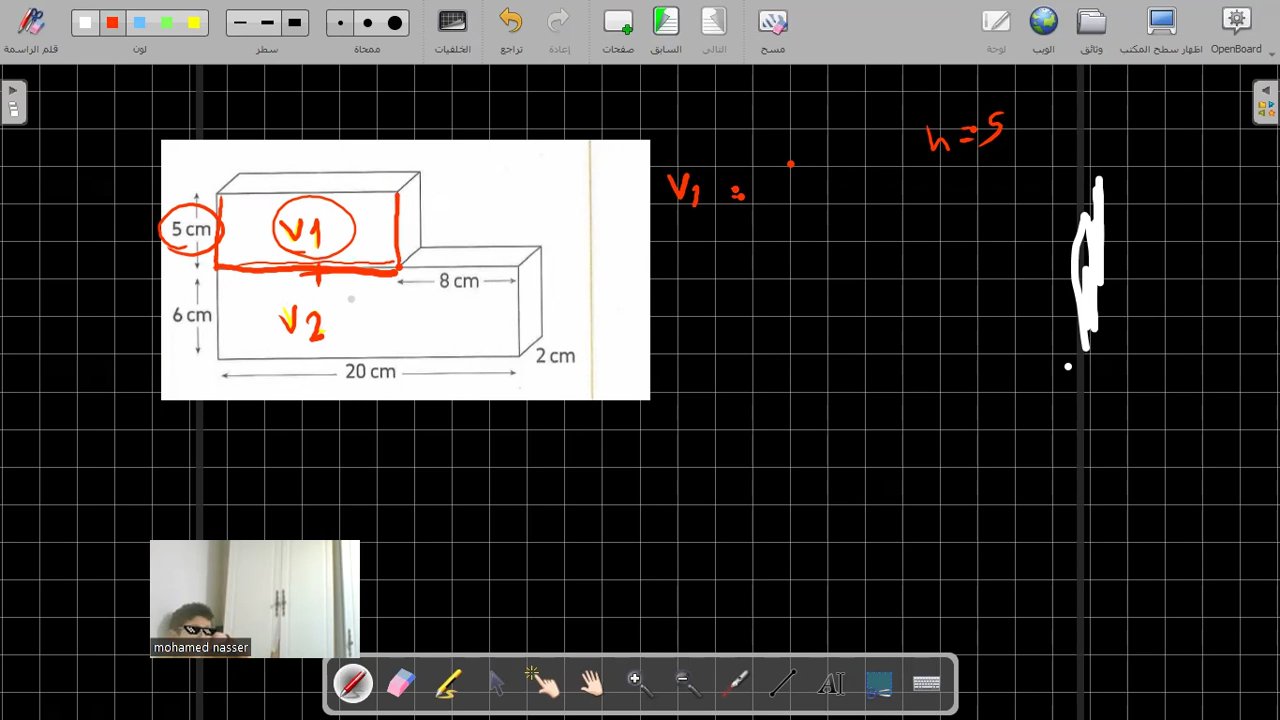 قلم الراسمة
لون
سطر
ممحاة
الخلفيات
تراجع
إعادة
صفحات
السابق
التالي
مسح
لوحة
الويب
وثائق
اظهار سطح المكتب
OpenBoard
h = 5
V1 =
5 cm
V1
8 cm
6 cm
V2
2 cm
20 cm
mohamed nasser
AI